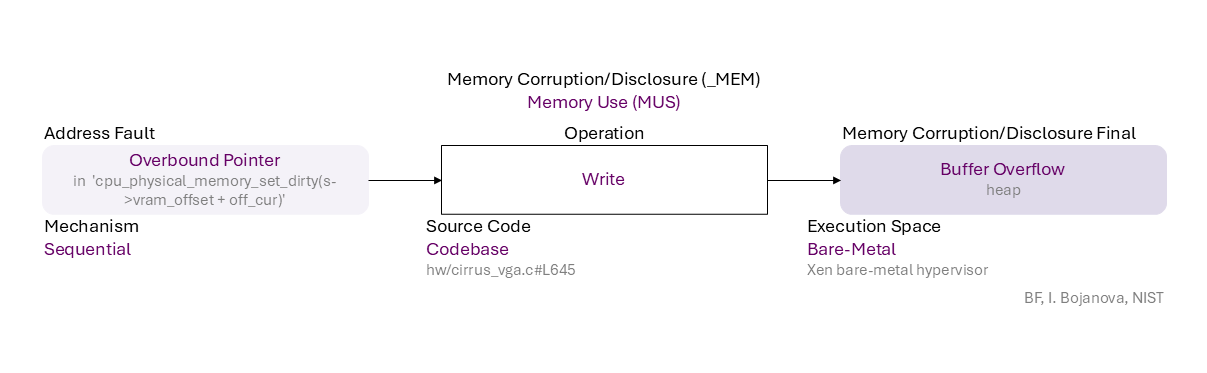 Memory Corruption/Disclosure (_MEM)
Memory Use (MUS)
Address Fault
Operation
Memory Corruption/Disclosure Final
Overbound Pointer
in 'cpu_physical_memory_set_dirty(s-
>vram_offset + off_cur)'
Write
Buffer Overflow
heap
Mechanism
Sequential
Source Code
Codebase
hw/cirrus_vga.c#L645
Execution Space
Bare-Metal
Xen bare-metal hypervisor
BF, I. Bojanova, NIST